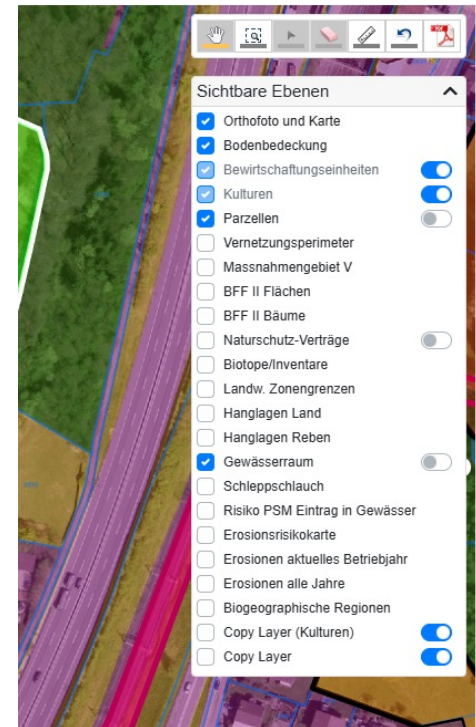 PDF
Sichtbare Ebenen
Orthofoto und Karte
Bodenbedeckung
Bewirtschaftungseinheiten
Kulturen
Parzellen
Vernetzungsperimeter
Massnahmengebiet V
BFF II Flächen
BFF II Bäume
Naturschutz-Verträge
Biotope/Inventare
Landw. Zonengrenzen
Hanglagen Land
Hanglagen Reben
Gewässerraum
Schleppschlauch
Risiko PSM Eintrag in Gewässer
Erosionsrisikokarte
Erosionen aktuelles Betriebjahr
Erosionen alle Jahre
Biogeographische Regionen
Copy Layer (Kulturen)
Copy Layer